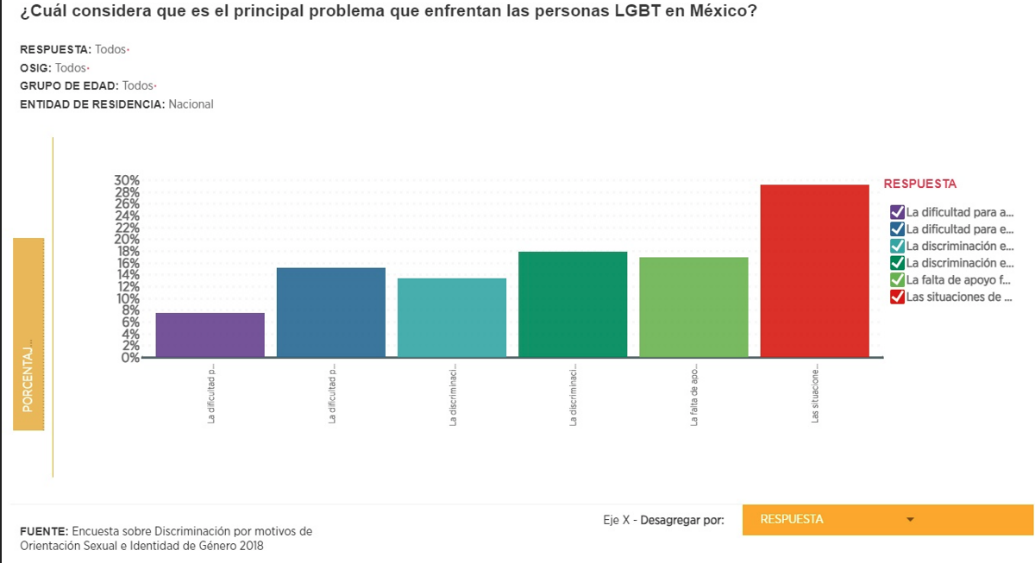 ¿Cuál considera que es el principal problema que enfrentan las personas LGBT en México?
RESPUESTA: Todos·
OSIG: Todos·
GRUPO DE EDAD: Todos·
ENTIDAD DE RESIDENCIA: Nacional
PORCENTAJ...
30%
28%
26%
24%
22%
20%
18%
16%
14%
12%
10%
8%
6%
4%
2%
0%
La dificultad p...
La dificultad p...
La discriminaci...
La discriminaci...
La falta de apo...
Las situacione...
RESPUESTA
La dificultad para a...
La dificultad para e...
La discriminación e...
La discriminación e...
La falta de apoyo f...
Las situaciones de ...
FUENTE: Encuesta sobre Discriminación por motivos de
Orientación Sexual e Identidad de Género 2018
Eje X - Desagregar por:
RESPUESTA